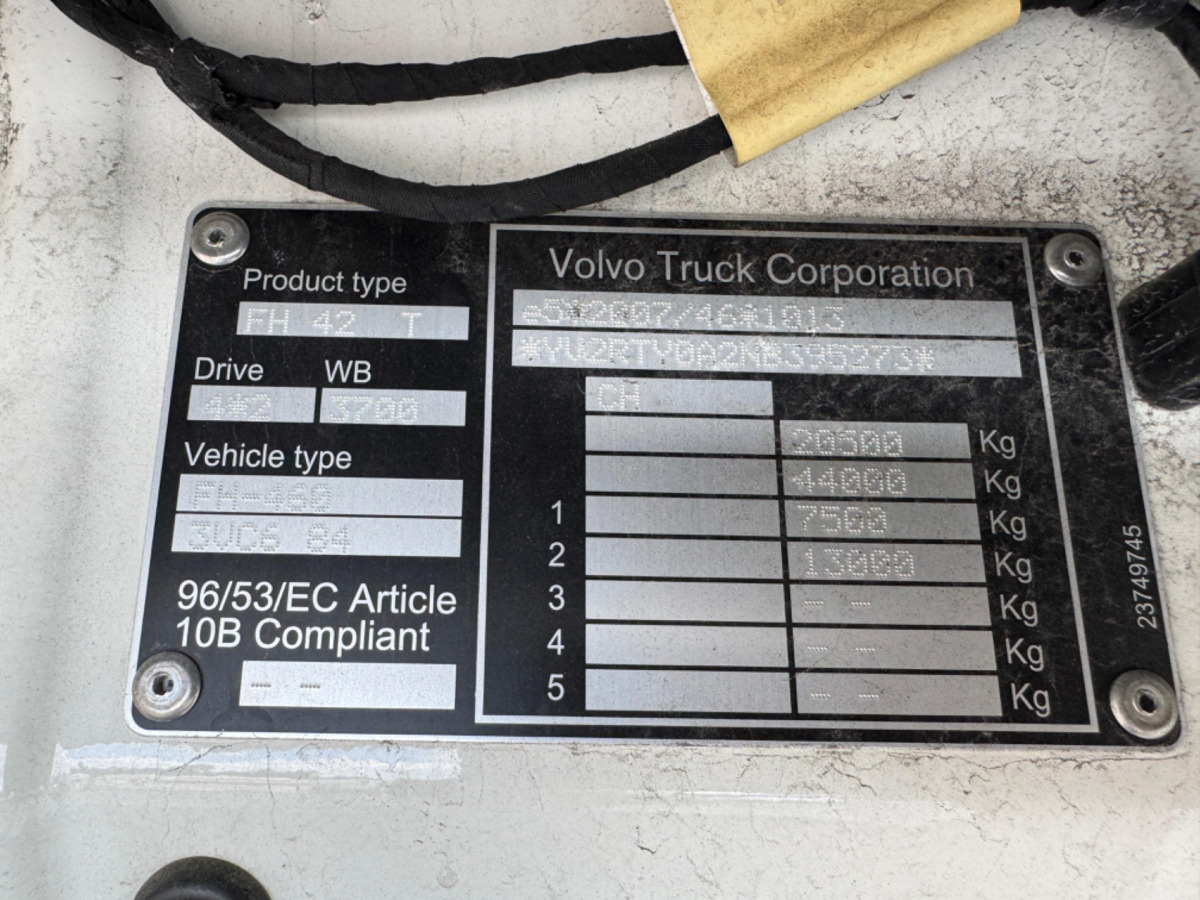 Product type
FH 42 T
Drive WB
4*2 3700
Vehicle type
FH-460
3VC6 84
96/53/EC Article
10B Compliant
-- --
Volvo Truck Corporation
e5*2007/46*1013
*YV2RTY0A2MB395273*
CH
20500 Kg
44000 Kg
1 7500 Kg
2 13000 Kg
3 -- -- Kg
4 -- -- Kg
5 -- -- Kg
23749745